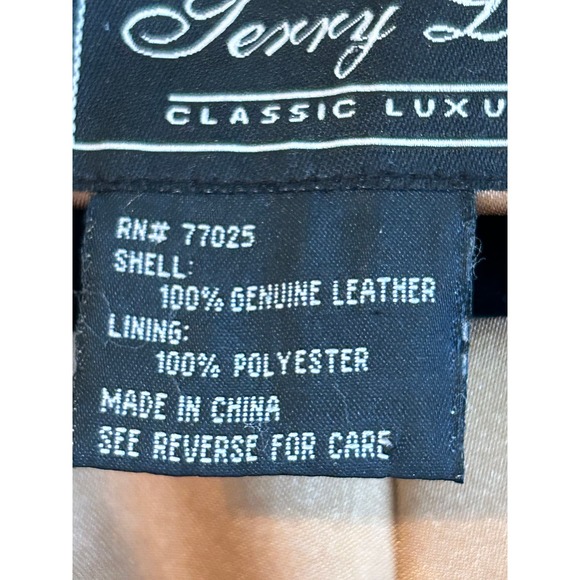 Terry
CLASSIC LUXU
RN# 77025
SHELL:
100% GENUINE LEATHER
LINING:
100% POLYESTER
MADE IN CHINA
SEE REVERSE FOR CARE